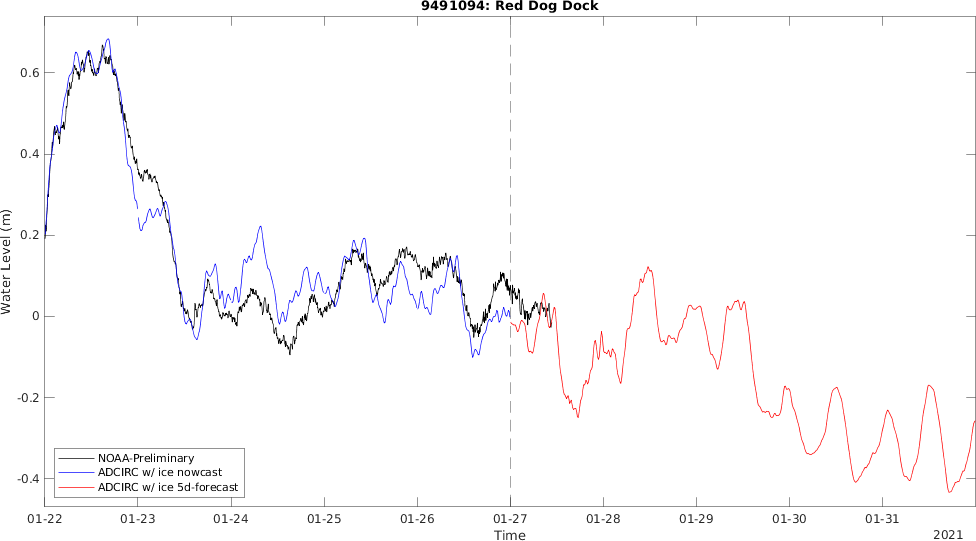 9491094: Red Dog Dock
Water Level (m)
0.6
0.4
0.2
0
-0.2
-0.4
NOAA-Preliminary
ADCIRC w/ ice nowcast
ADCIRC w/ ice 5d-forecast
01-22 01-23 01-24 01-25 01-26 01-27 01-28 01-29 01-30 01-31
Time
2021